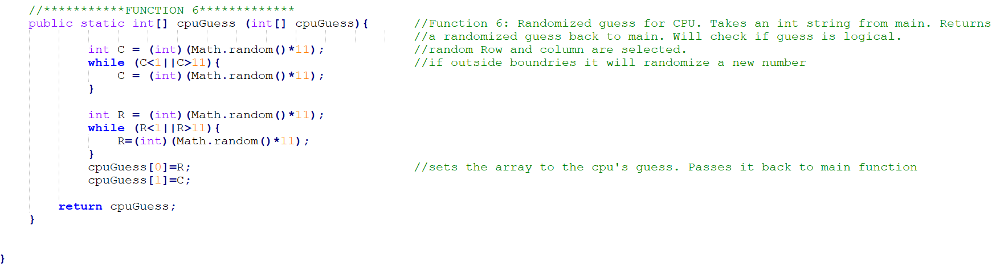 //***********FUNCTION 6*************
public static int[] cpuGuess (int[] cpuGuess){ //Function 6: Randomized guess for CPU. Takes an int string from main. Returns
//a randomized guess back to main. Will check if guess is logical.
int C = (int)(Math.random()*11); //random Row and column are selected.
while (C<1||C>11){ //if outside boundries it will randomize a new number
C = (int)(Math.random()*11);
}
int R = (int)(Math.random()*11);
while (R<1||R>11){
R=(int)(Math.random()*11);
}
cpuGuess[0]=R; //sets the array to the cpu's guess. Passes it back to main function
cpuGuess[1]=C;
return cpuGuess;
}
}